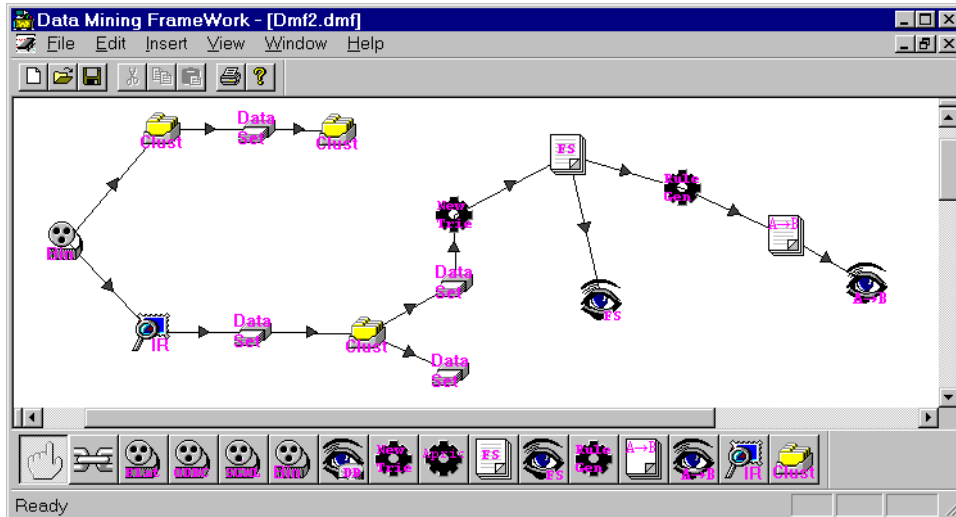 Data Mining FrameWork - [Dmf2.dmf]
File Edit Insert View Window Help
Clust
Data
Set
Clust
FS
New
Trie
Rule
Gen
A→B
Data
Set
FS
A→B
IR
Data
Set
Clust
Data
Set
DB
New
Trie
FS
FS
Rule
Gen
A→B
A→B
IR
Clust
Ready